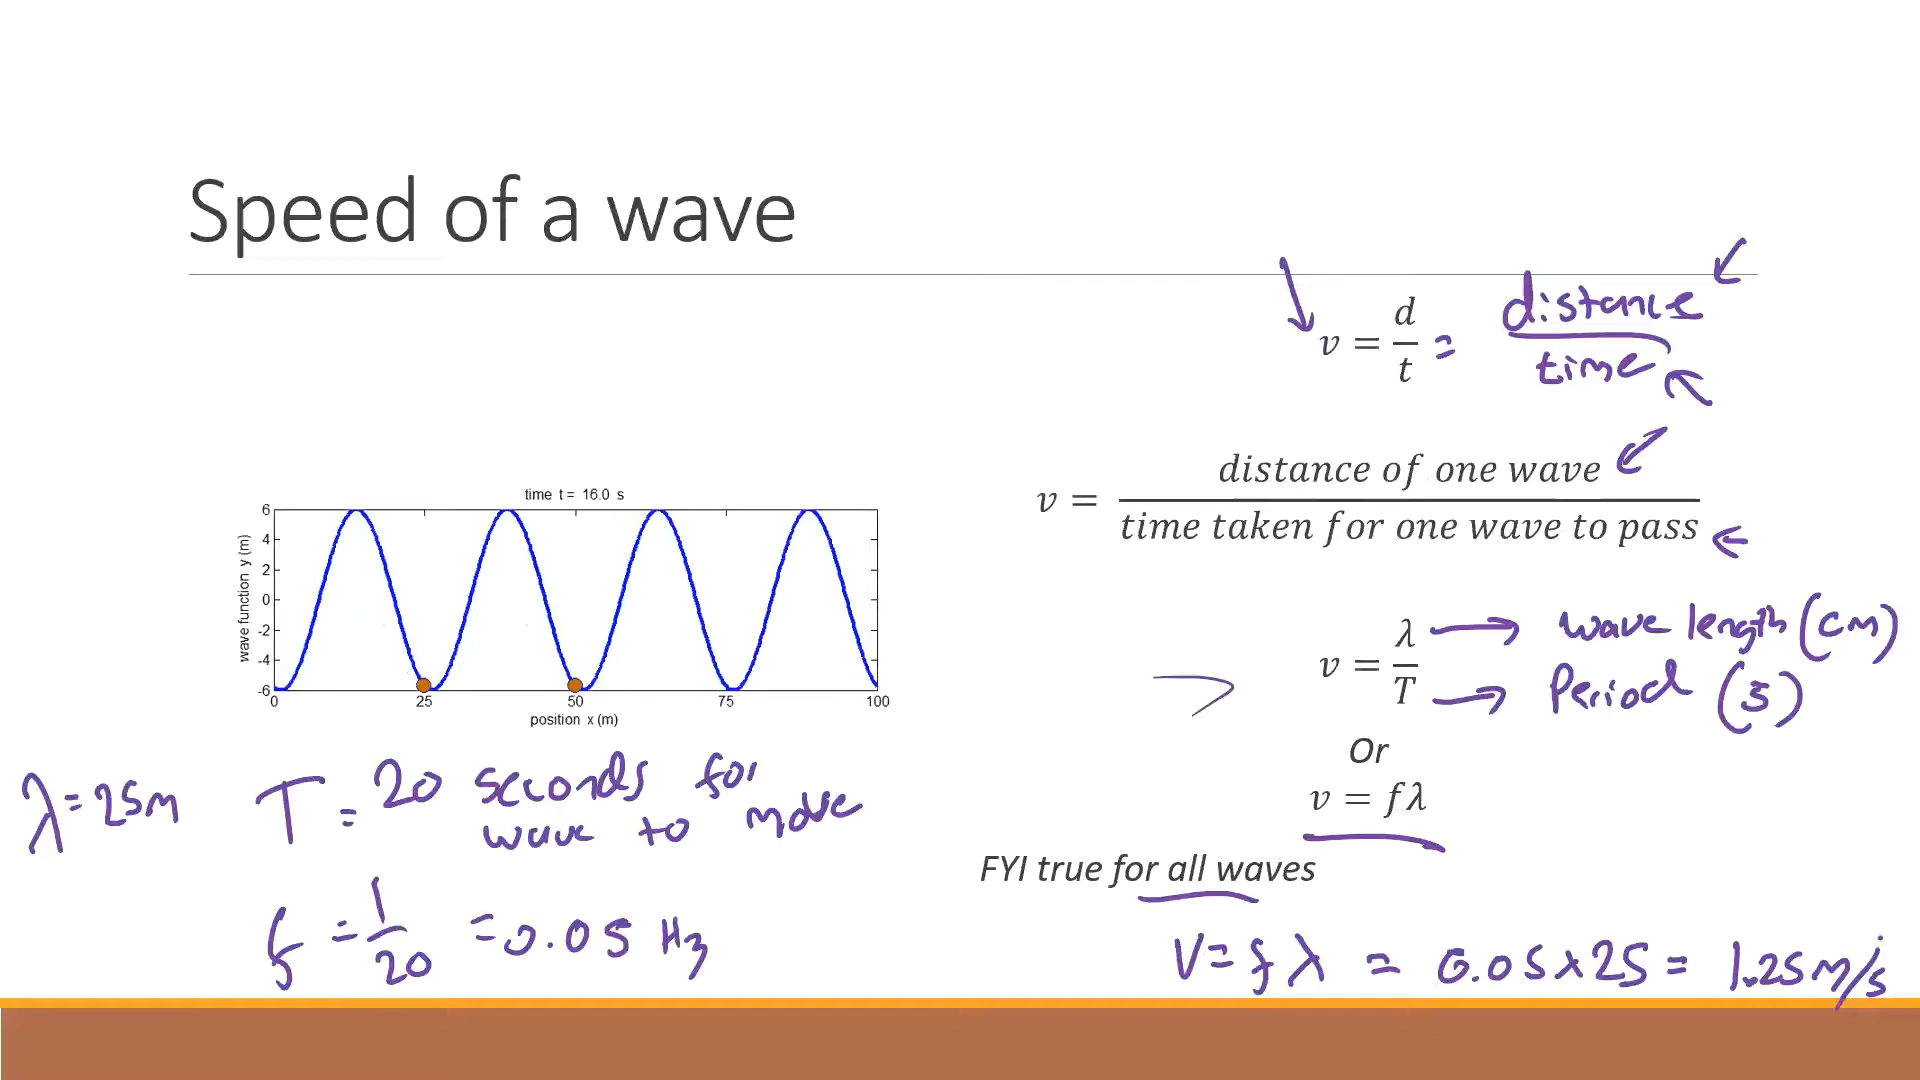 Speed of a wave
v = d/t = distance/time
v = distance of one wave / time taken for one wave to pass
v = λ/T
→ wave length (cm)
→ Period (s)
Or
v = fλ
FYI true for all waves
V = fλ = 0.05 x 25 = 1.25 m/s
time t = 16.0 s
wave function y (m)
6
4
2
0
-2
-4
-6
0 25 50 75 100
position x (m)
λ = 25m
T = 20 seconds for
wave to move
f = 1/20 = 0.05 Hz